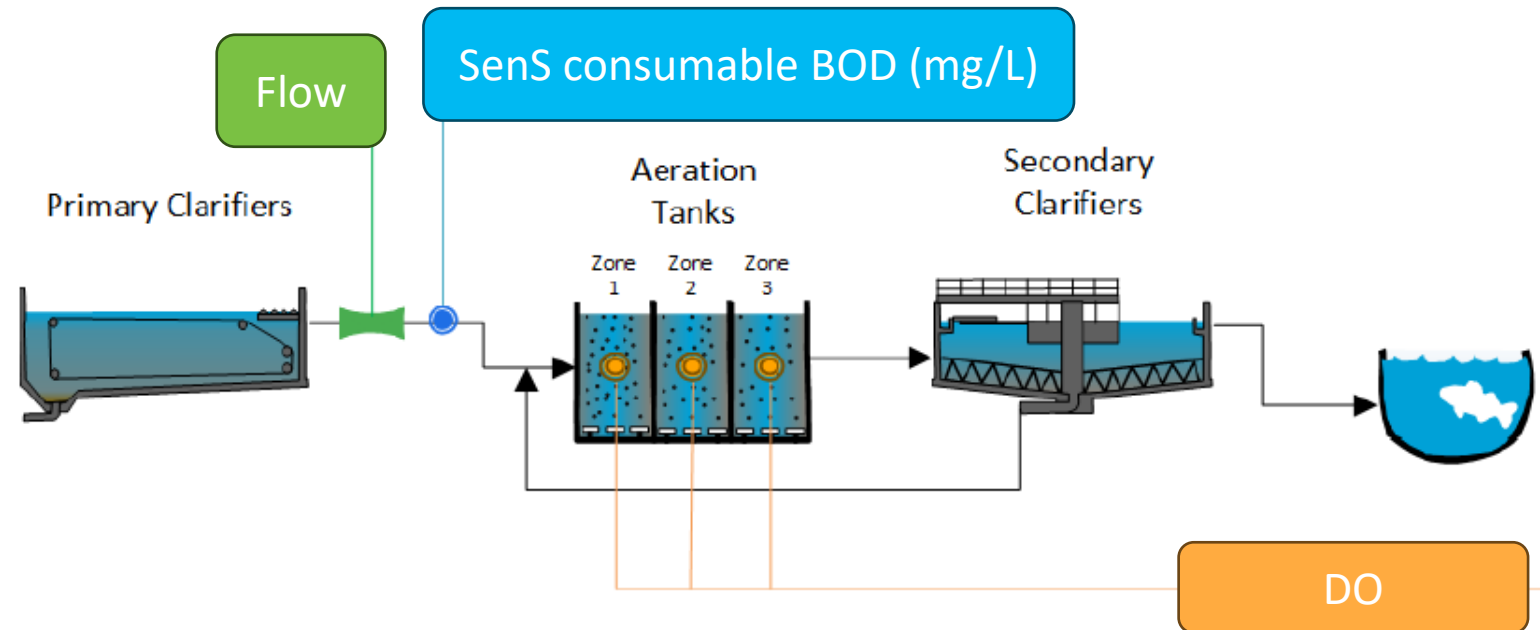 Flow
SenS consumable BOD (mg/L)
Primary Clarifiers
Aeration
Tanks
Secondary
Clarifiers
Zone
1
Zone
2
Zone
3
DO